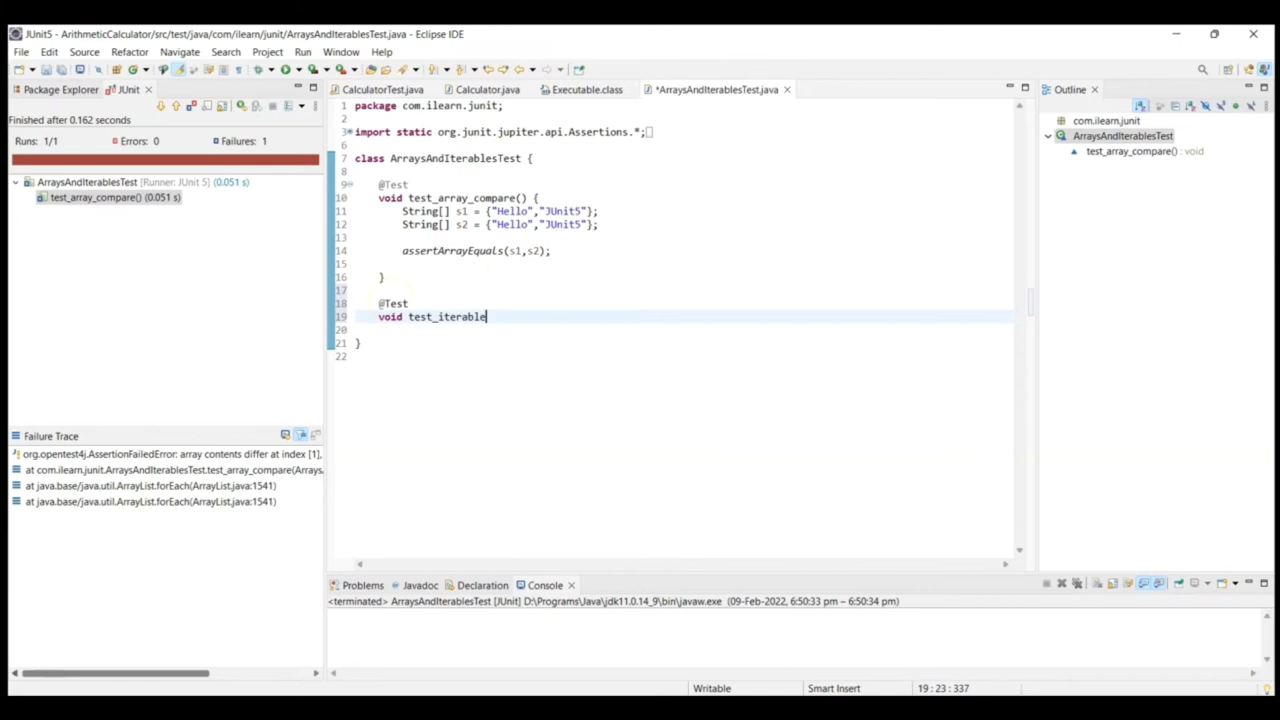 JUnit5 - ArithmeticCalculator/src/test/java/com/ilearn/junit/ArraysAndIterablesTest.java - Eclipse IDE
File Edit Source Refactor Navigate Search Project Run Window Help
Package Explorer JUnit
CalculatorTest.java Calculator.java Executable.class *ArraysAndIterablesTest.java
Outline
Finished after 0.162 seconds
Runs: 1/1 Errors: 0 Failures: 1
ArraysAndIterablesTest [Runner: JUnit 5] (0.051 s)
test_array_compare() (0.051 s)
1 package com.ilearn.junit;
2
3 import static org.junit.jupiter.api.Assertions.*;
6
7 class ArraysAndIterablesTest {
8
9 @Test
10 void test_array_compare() {
11 String[] s1 = {"Hello","JUnit5"};
12 String[] s2 = {"Hello","JUnit5"};
13
14 assertArrayEquals(s1,s2);
15
16 }
17
18 @Test
19 void test_iterable
20
21 }
22
com.ilearn.junit
ArraysAndIterablesTest
test_array_compare() : void
Failure Trace
org.opentest4j.AssertionFailedError: array contents differ at index [1],
at com.ilearn.junit.ArraysAndIterablesTest.test_array_compare(Arrays
at java.base/java.util.ArrayList.forEach(ArrayList.java:1541)
at java.base/java.util.ArrayList.forEach(ArrayList.java:1541)
Problems Javadoc Declaration Console
<terminated> ArraysAndIterablesTest [JUnit] D:\Programs\Java\jdk11.0.14_9\bin\javaw.exe (09-Feb-2022, 6:50:33 pm – 6:50:34 pm)
Writable Smart Insert 19 : 23 : 337